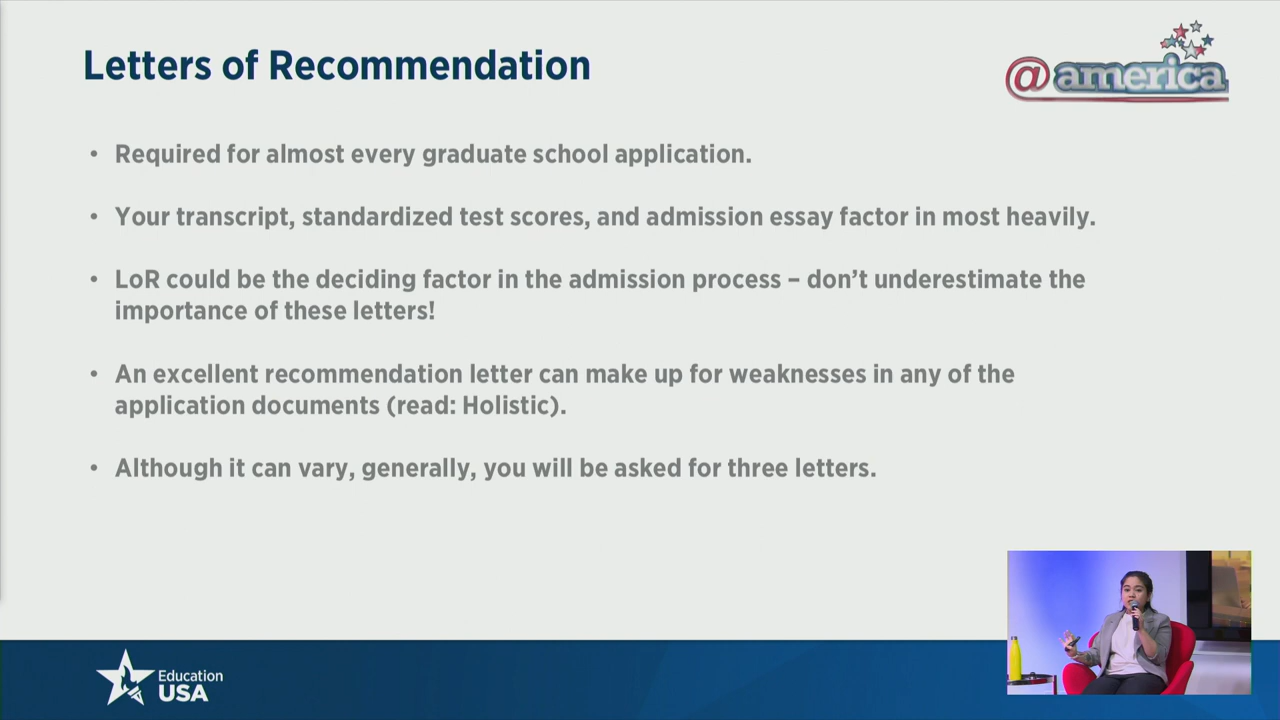 Letters of Recommendation
@america
• Required for almost every graduate school application.
• Your transcript, standardized test scores, and admission essay factor in most heavily.
• LoR could be the deciding factor in the admission process – don’t underestimate the
importance of these letters!
• An excellent recommendation letter can make up for weaknesses in any of the
application documents (read: Holistic).
• Although it can vary, generally, you will be asked for three letters.
Education
USA